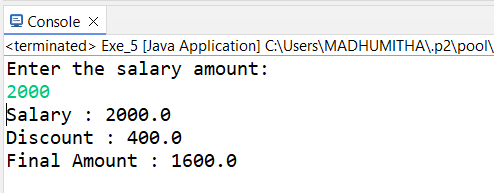 Console
<terminated> Exe_5 [Java Application] C:\Users\MADHUMITHA\.p2\pool\
Enter the salary amount:
2000
Salary : 2000.0
Discount : 400.0
Final Amount : 1600.0